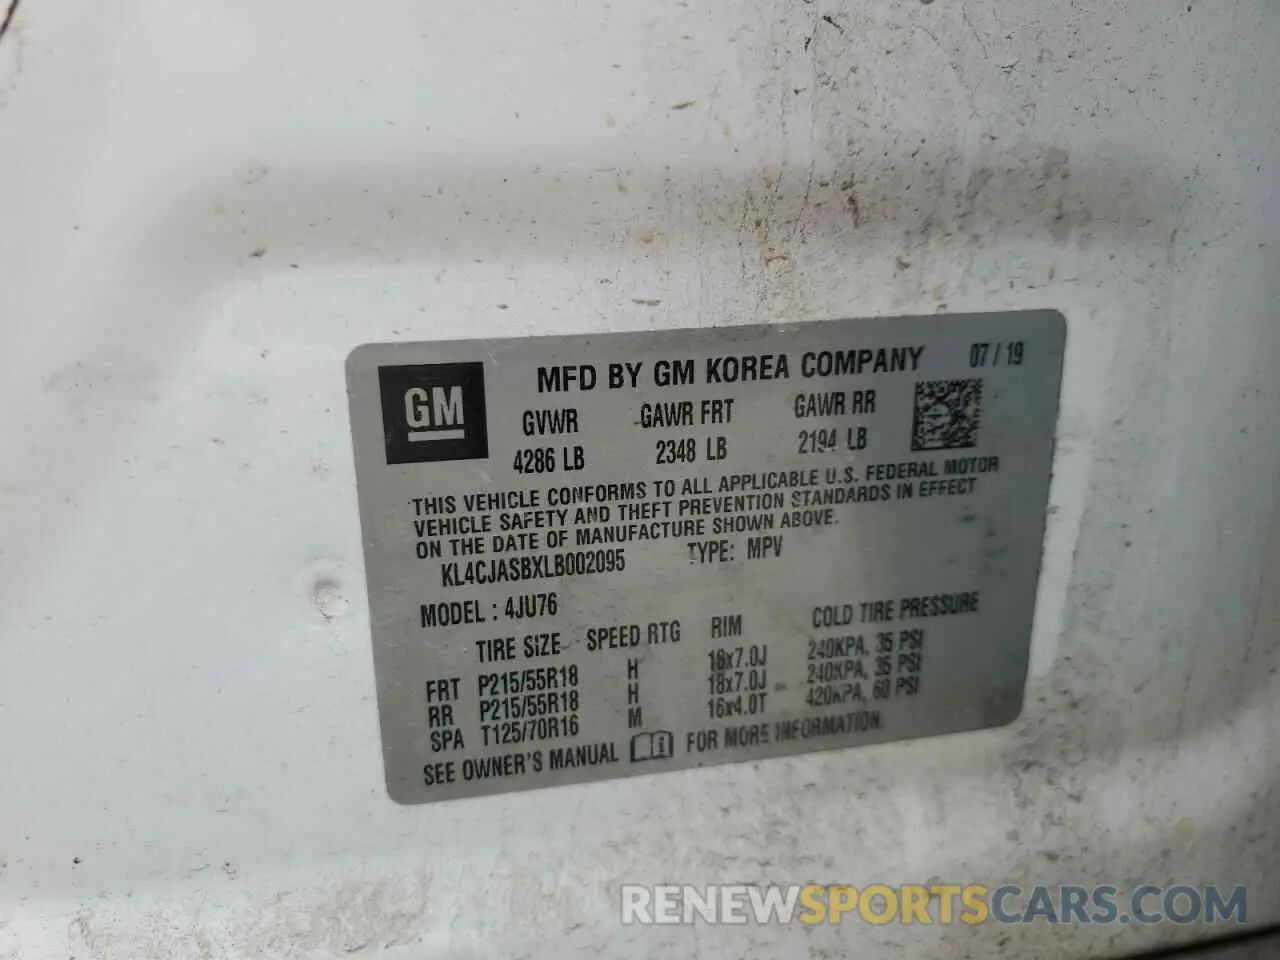 GM
MFD BY GM KOREA COMPANY 07 / 19
GVWR GAWR FRT GAWR RR
4286 LB 2348 LB 2194 LB
THIS VEHICLE CONFORMS TO ALL APPLICABLE U.S. FEDERAL MOTOR
VEHICLE SAFETY AND THEFT PREVENTION STANDARDS IN EFFECT
ON THE DATE OF MANUFACTURE SHOWN ABOVE.
KL4CJASBXLB002095 TYPE: MPV
MODEL : 4JU76
TIRE SIZE SPEED RTG RIM COLD TIRE PRESSURE
FRT P215/55R18 H 18x7.0J 240KPA, 35 PSI
RR P215/55R18 H 18x7.0J 240KPA, 35 PSI
SPA T125/70R16 M 16x4.0T 420KPA, 60 PSI
SEE OWNER'S MANUAL FOR MORE INFORMATION.
RENEWSPORTSCARS.COM